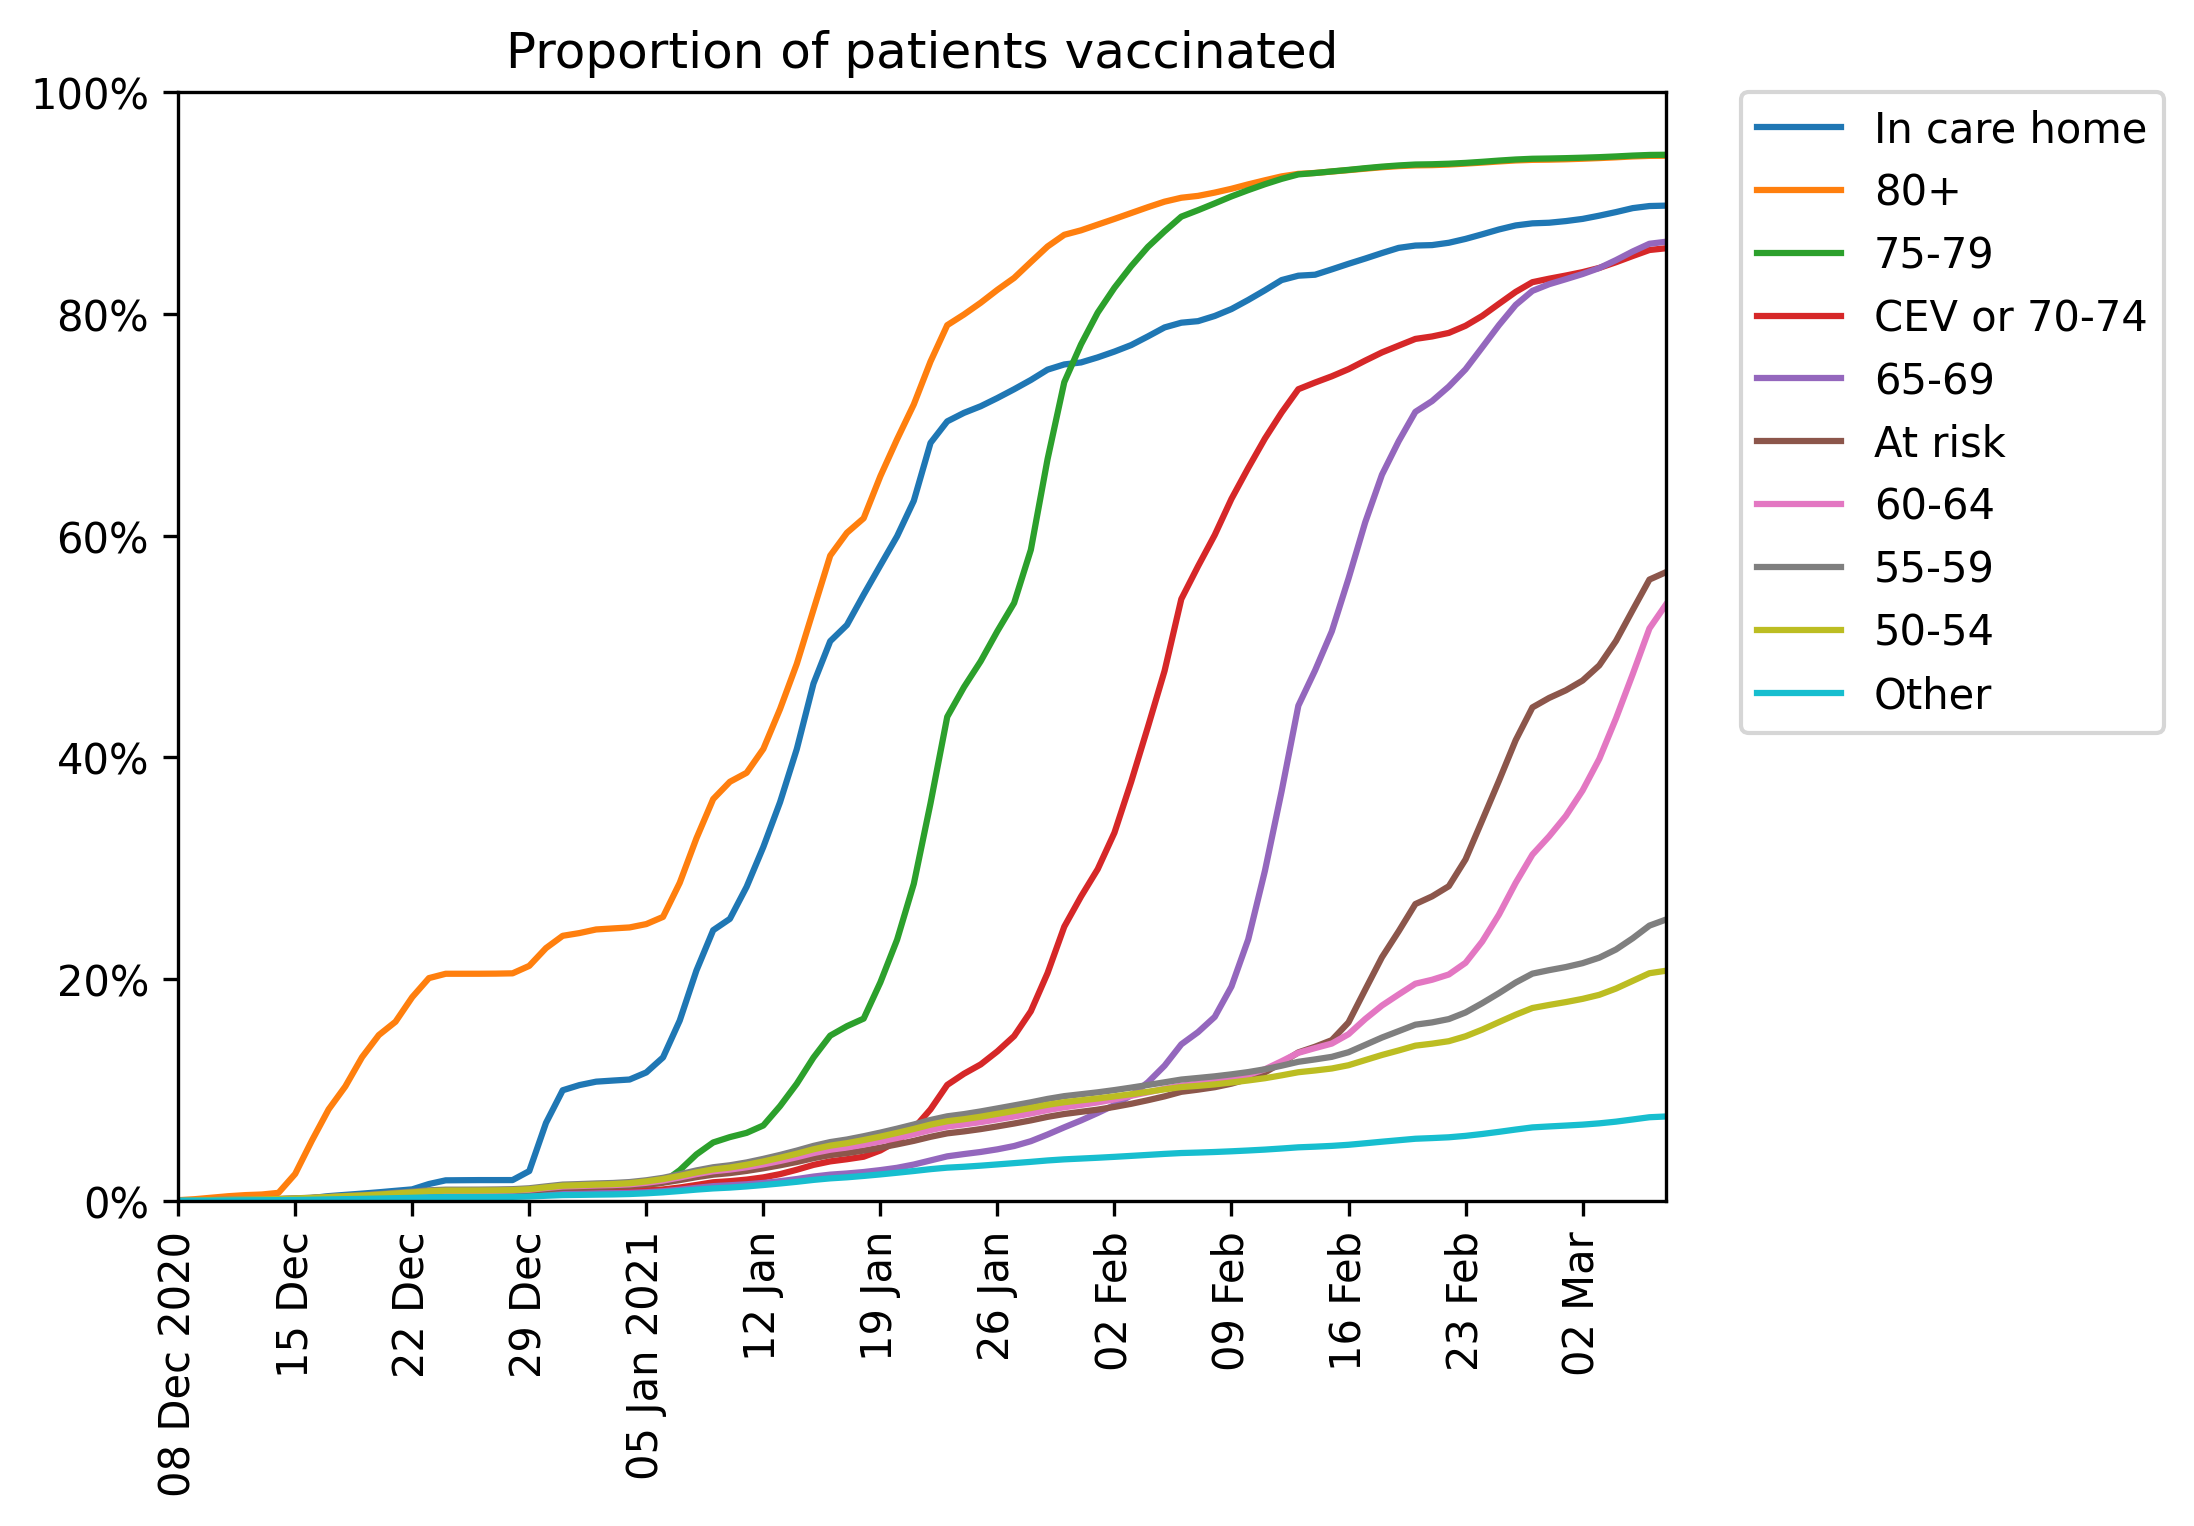 Proportion of patients vaccinated
100%
80%
60%
40%
20%
0%
08 Dec 2020
15 Dec
22 Dec
29 Dec
05 Jan 2021
12 Jan
19 Jan
26 Jan
02 Feb
09 Feb
16 Feb
23 Feb
02 Mar
In care home
80+
75-79
CEV or 70-74
65-69
At risk
60-64
55-59
50-54
Other